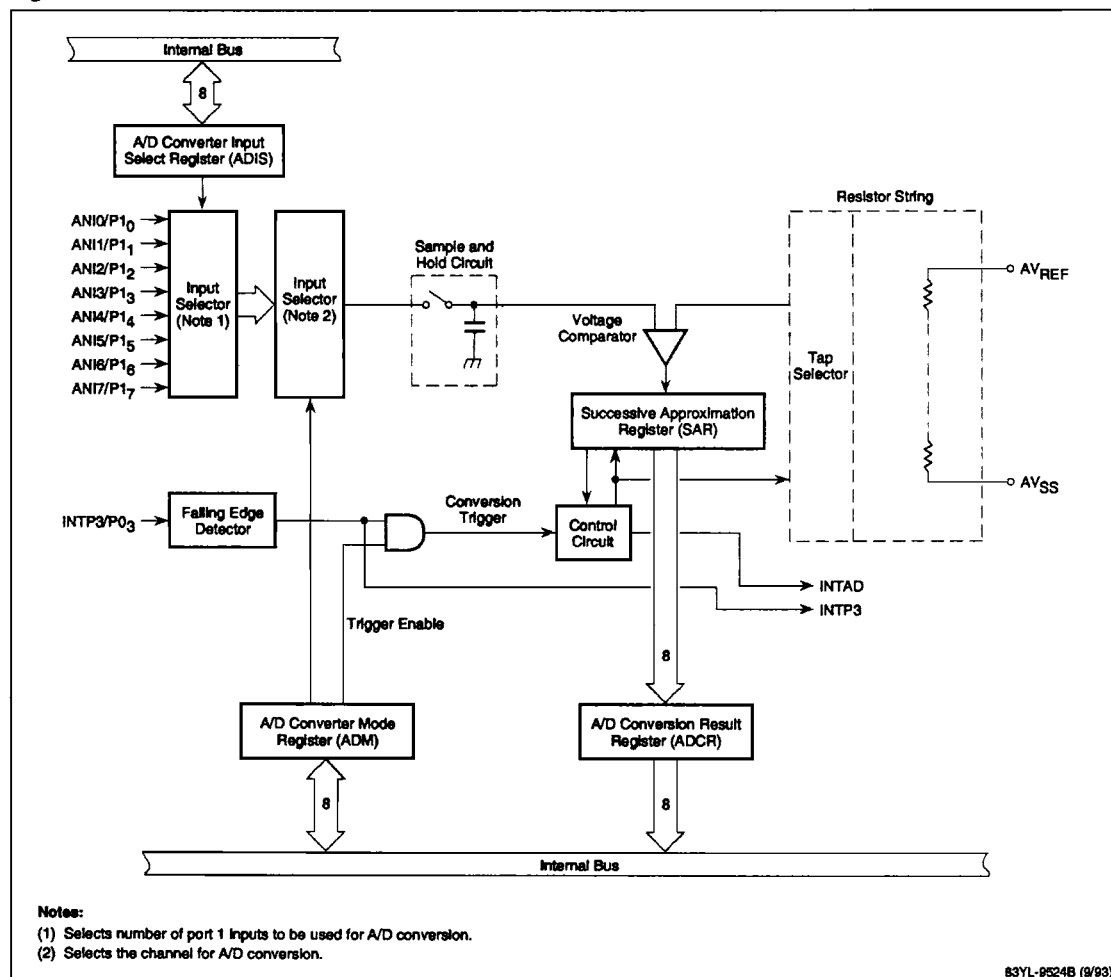 Internal Bus
8
A/D Converter Input
Select Register (ADIS)
ANI0/P1₀
ANI1/P1₁
ANI2/P1₂
ANI3/P1₃
ANI4/P1₄
ANI5/P1₅
ANI6/P1₆
ANI7/P1₇
Input
Selector
(Note 1)
Input
Selector
(Note 2)
Sample and
Hold Circuit
Voltage
Comparator
Resistor String
Tap
Selector
AV_REF
AV_SS
Successive Approximation
Register (SAR)
INTP3/P0₃
Falling Edge
Detector
Conversion
Trigger
Control
Circuit
INTAD
INTP3
Trigger Enable
8
A/D Converter Mode
Register (ADM)
A/D Conversion Result
Register (ADCR)
8
8
Internal Bus
Notes:
(1) Selects number of port 1 inputs to be used for A/D conversion.
(2) Selects the channel for A/D conversion.
83YL-9524B (9/93)